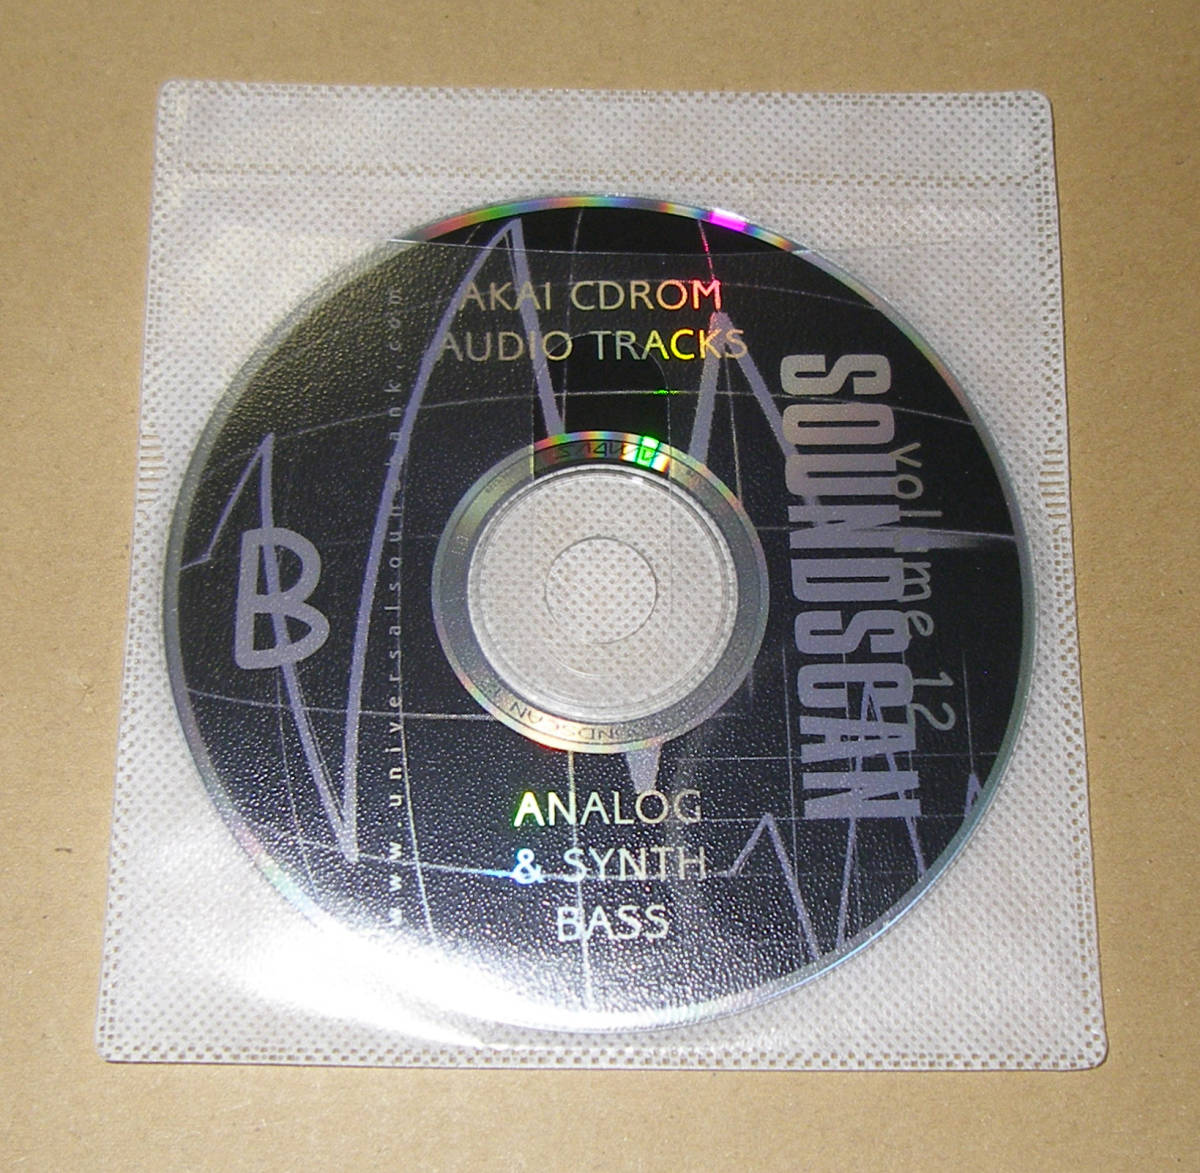 AKAI CDROM
AUDIO TRACKS
SOUNDSCAN
volume 12
B
www.universalsoundbank.com
ANALOG
& SYNTH
BASS